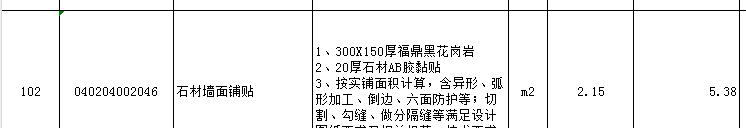 102
040204002046
石材墙面铺贴
1、300X150厚福鼎黑花岗岩
2、20厚石材AB胶黏贴
3、按实铺面积计算，含异形、弧
形加工、倒边、六面防护等；切
割、勾缝、做分隔缝等满足设计
m2
2.15
5.38